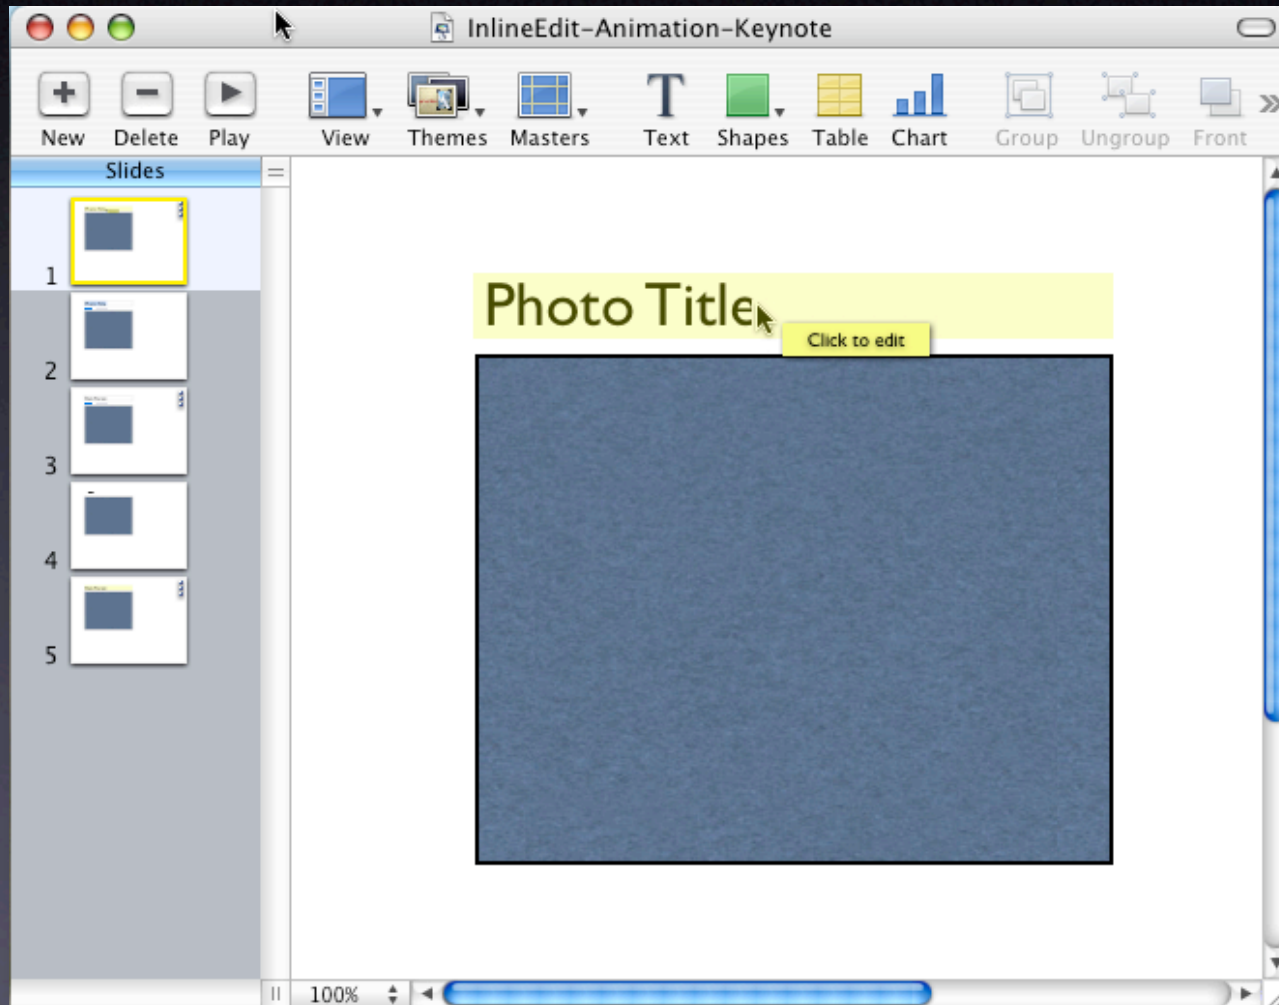 InlineEdit-Animation-Keynote
New Delete Play View Themes Masters Text Shapes Table Chart Group Ungroup Front
Slides
1
2
3
4
5
Photo Title
Click to edit
100%